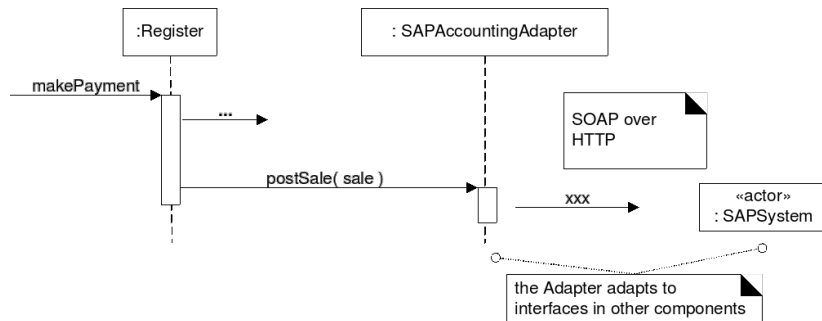 :Register
: SAPAccountingAdapter
makePayment
...
SOAP over
HTTP
postSale( sale )
xxx
«actor»
: SAPSystem
the Adapter adapts to
interfaces in other components